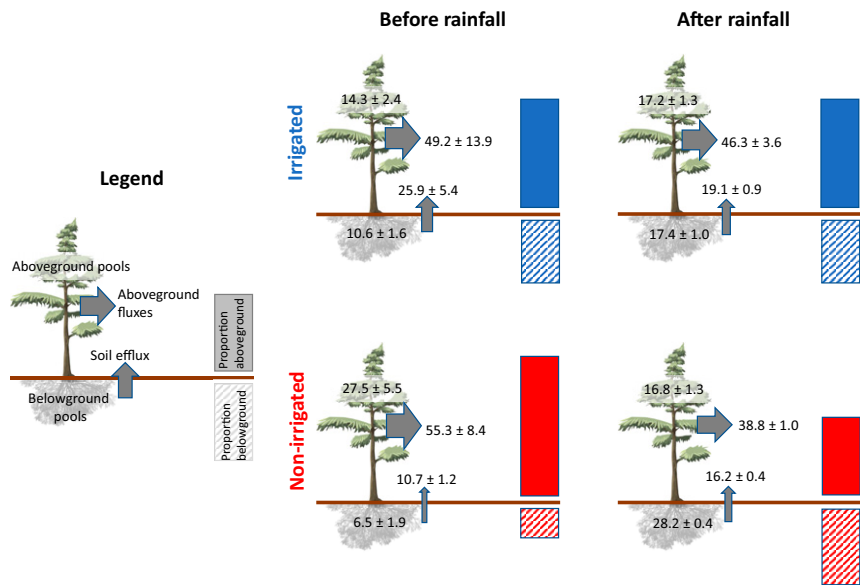 Before rainfall
After rainfall
Irrigated
14.3 ± 2.4
49.2 ± 13.9
25.9 ± 5.4
10.6 ± 1.6
17.2 ± 1.3
46.3 ± 3.6
19.1 ± 0.9
17.4 ± 1.0
Legend
Aboveground pools
Aboveground
fluxes
Soil efflux
Belowground
pools
Proportion
aboveground
Proportion
belowground
Non-irrigated
27.5 ± 5.5
55.3 ± 8.4
10.7 ± 1.2
6.5 ± 1.9
16.8 ± 1.3
38.8 ± 1.0
16.2 ± 0.4
28.2 ± 0.4